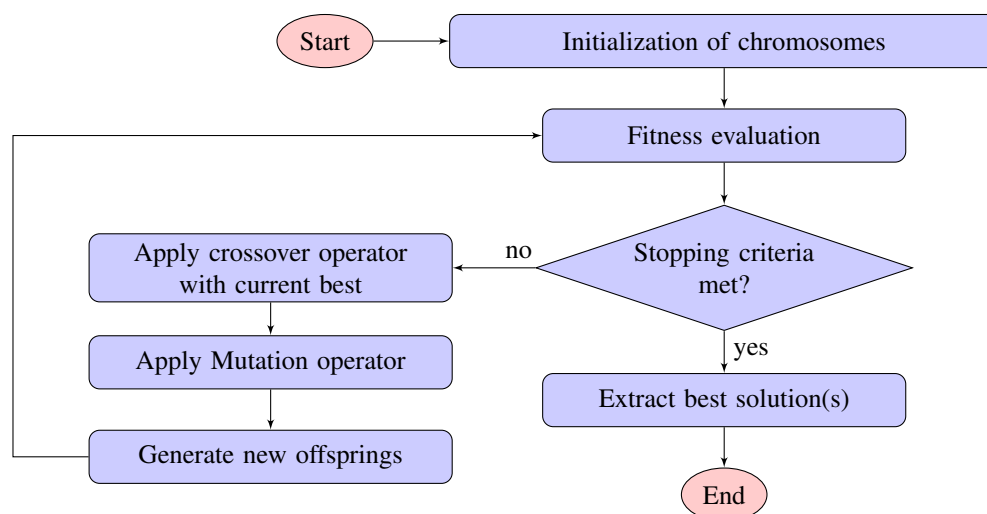 Start
Initialization of chromosomes
Fitness evaluation
Stopping criteria
met?
no
Apply crossover operator
with current best
Apply Mutation operator
Generate new offsprings
yes
Extract best solution(s)
End